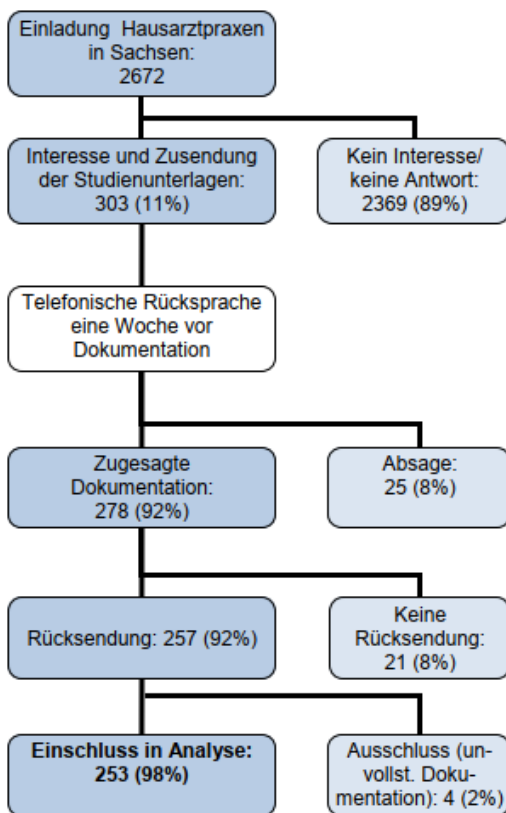 Einladung Hausarztpraxen
in Sachsen:
2672
Interesse und Zusendung
der Studienunterlagen:
303 (11%)
Kein Interesse/
keine Antwort:
2369 (89%)
Telefonische Rücksprache
eine Woche vor
Dokumentation
Zugesagte
Dokumentation:
278 (92%)
Absage:
25 (8%)
Rücksendung: 257 (92%)
Keine
Rücksendung:
21 (8%)
Einschluss in Analyse:
253 (98%)
Ausschluss (un-
vollst. Doku-
mentation): 4 (2%)